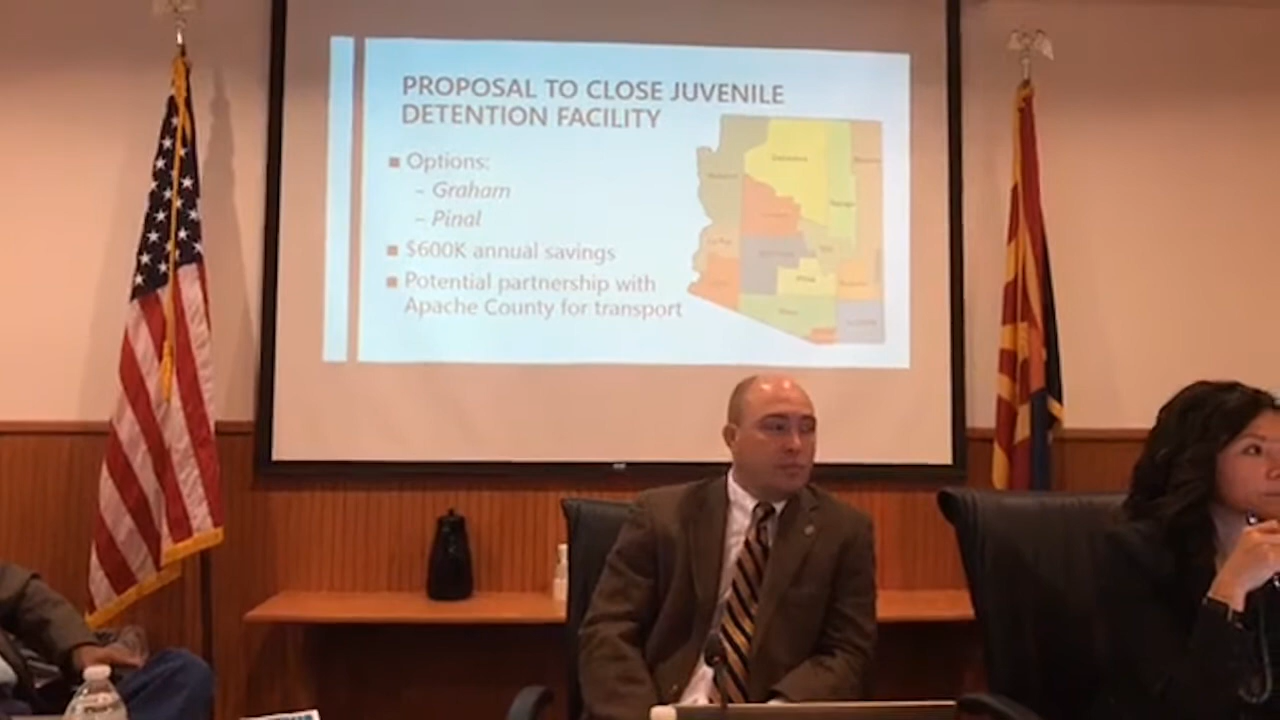 PROPOSAL TO CLOSE JUVENILE
DETENTION FACILITY
■ Options:
– Graham
– Pinal
■ $600K annual savings
■ Potential partnership with
Apache County for transport